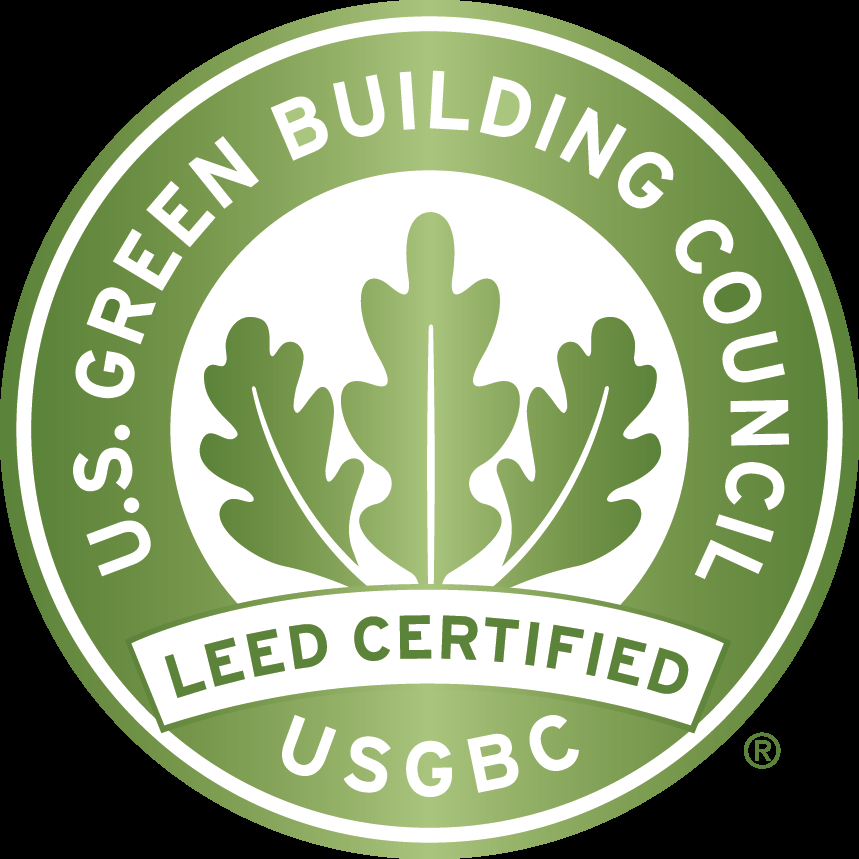 U.S. GREEN BUILDING COUNCIL
LEED CERTIFIED
USGBC
®